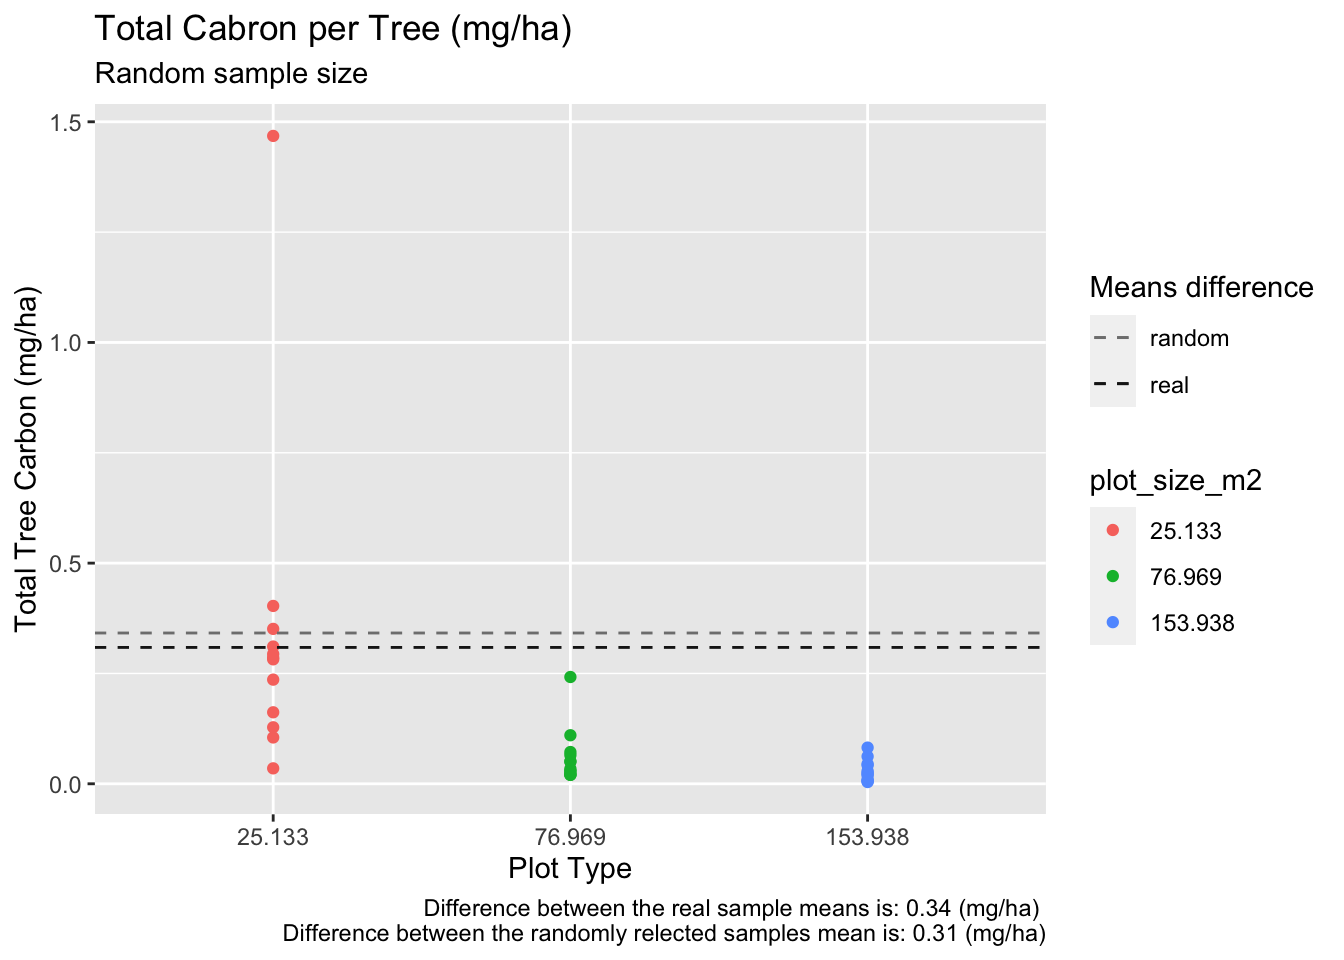 Total Cabron per Tree (mg/ha)
Random sample size
Total Tree Carbon (mg/ha)
1.5
1.0
0.5
0.0
25.133
76.969
153.938
Plot Type
Means difference
random
real
plot_size_m2
25.133
76.969
153.938
Difference between the real sample means is: 0.34 (mg/ha)
Difference between the randomly relected samples mean is: 0.31 (mg/ha)